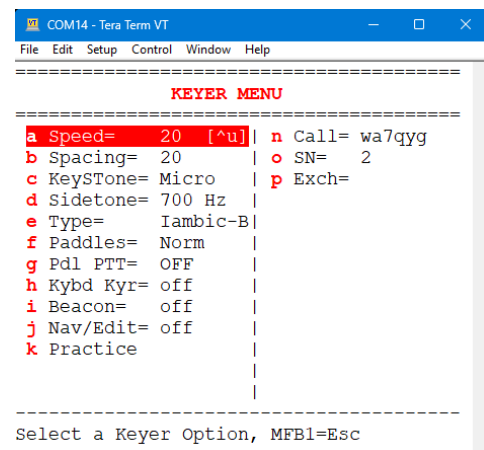 COM14 - Tera Term VT
File Edit Setup Control Window Help
========================================
KEYER MENU
========================================
a Speed= 20 [^u]| n Call= wa7qyg
b Spacing= 20 | o SN= 2
c KeySTone= Micro | p Exch=
d Sidetone= 700 Hz |
e Type= Iambic-B|
f Paddles= Norm |
g Pdl PTT= OFF |
h Kybd Kyr= off |
i Beacon= off |
j Nav/Edit= off |
k Practice |
|
|
----------------------------------------
Select a Keyer Option, MFB1=Esc